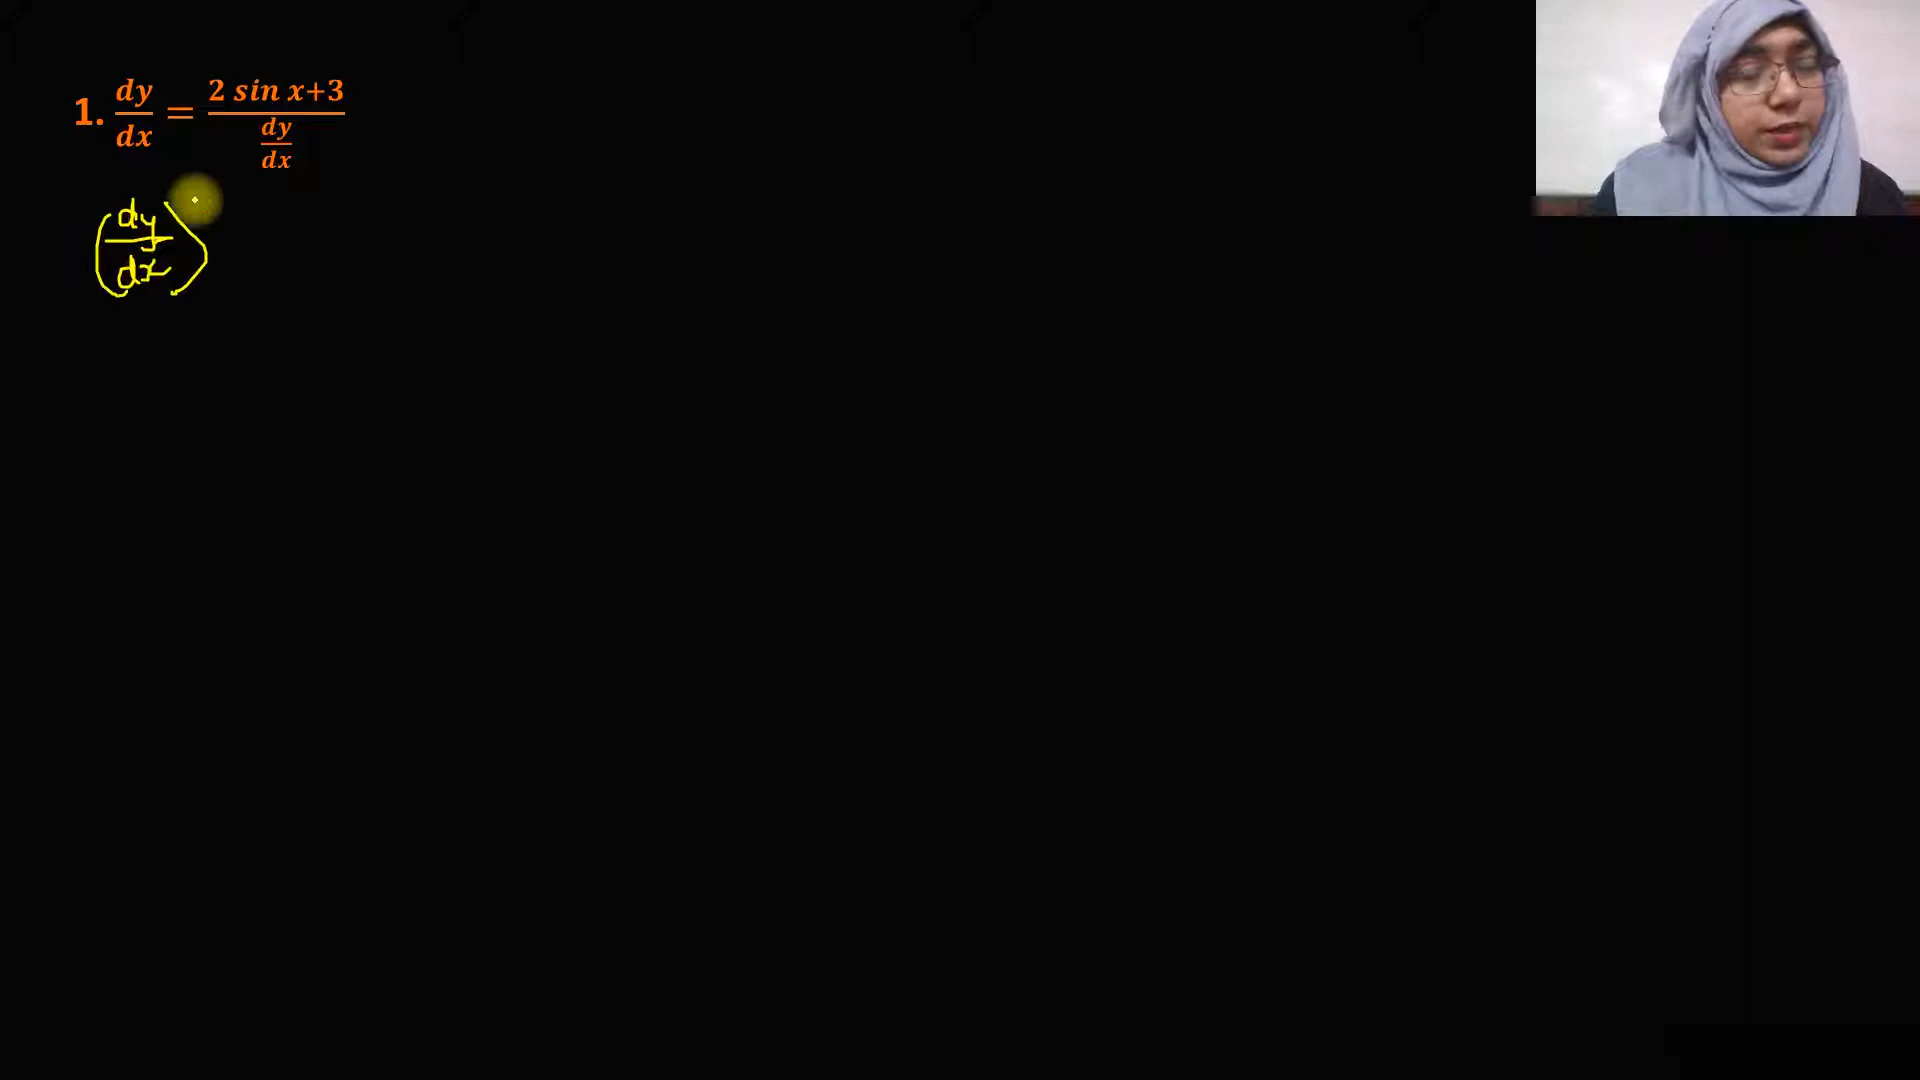 1. dy/dx = (2 sin x+3)/(dy/dx)
(dy/dx)